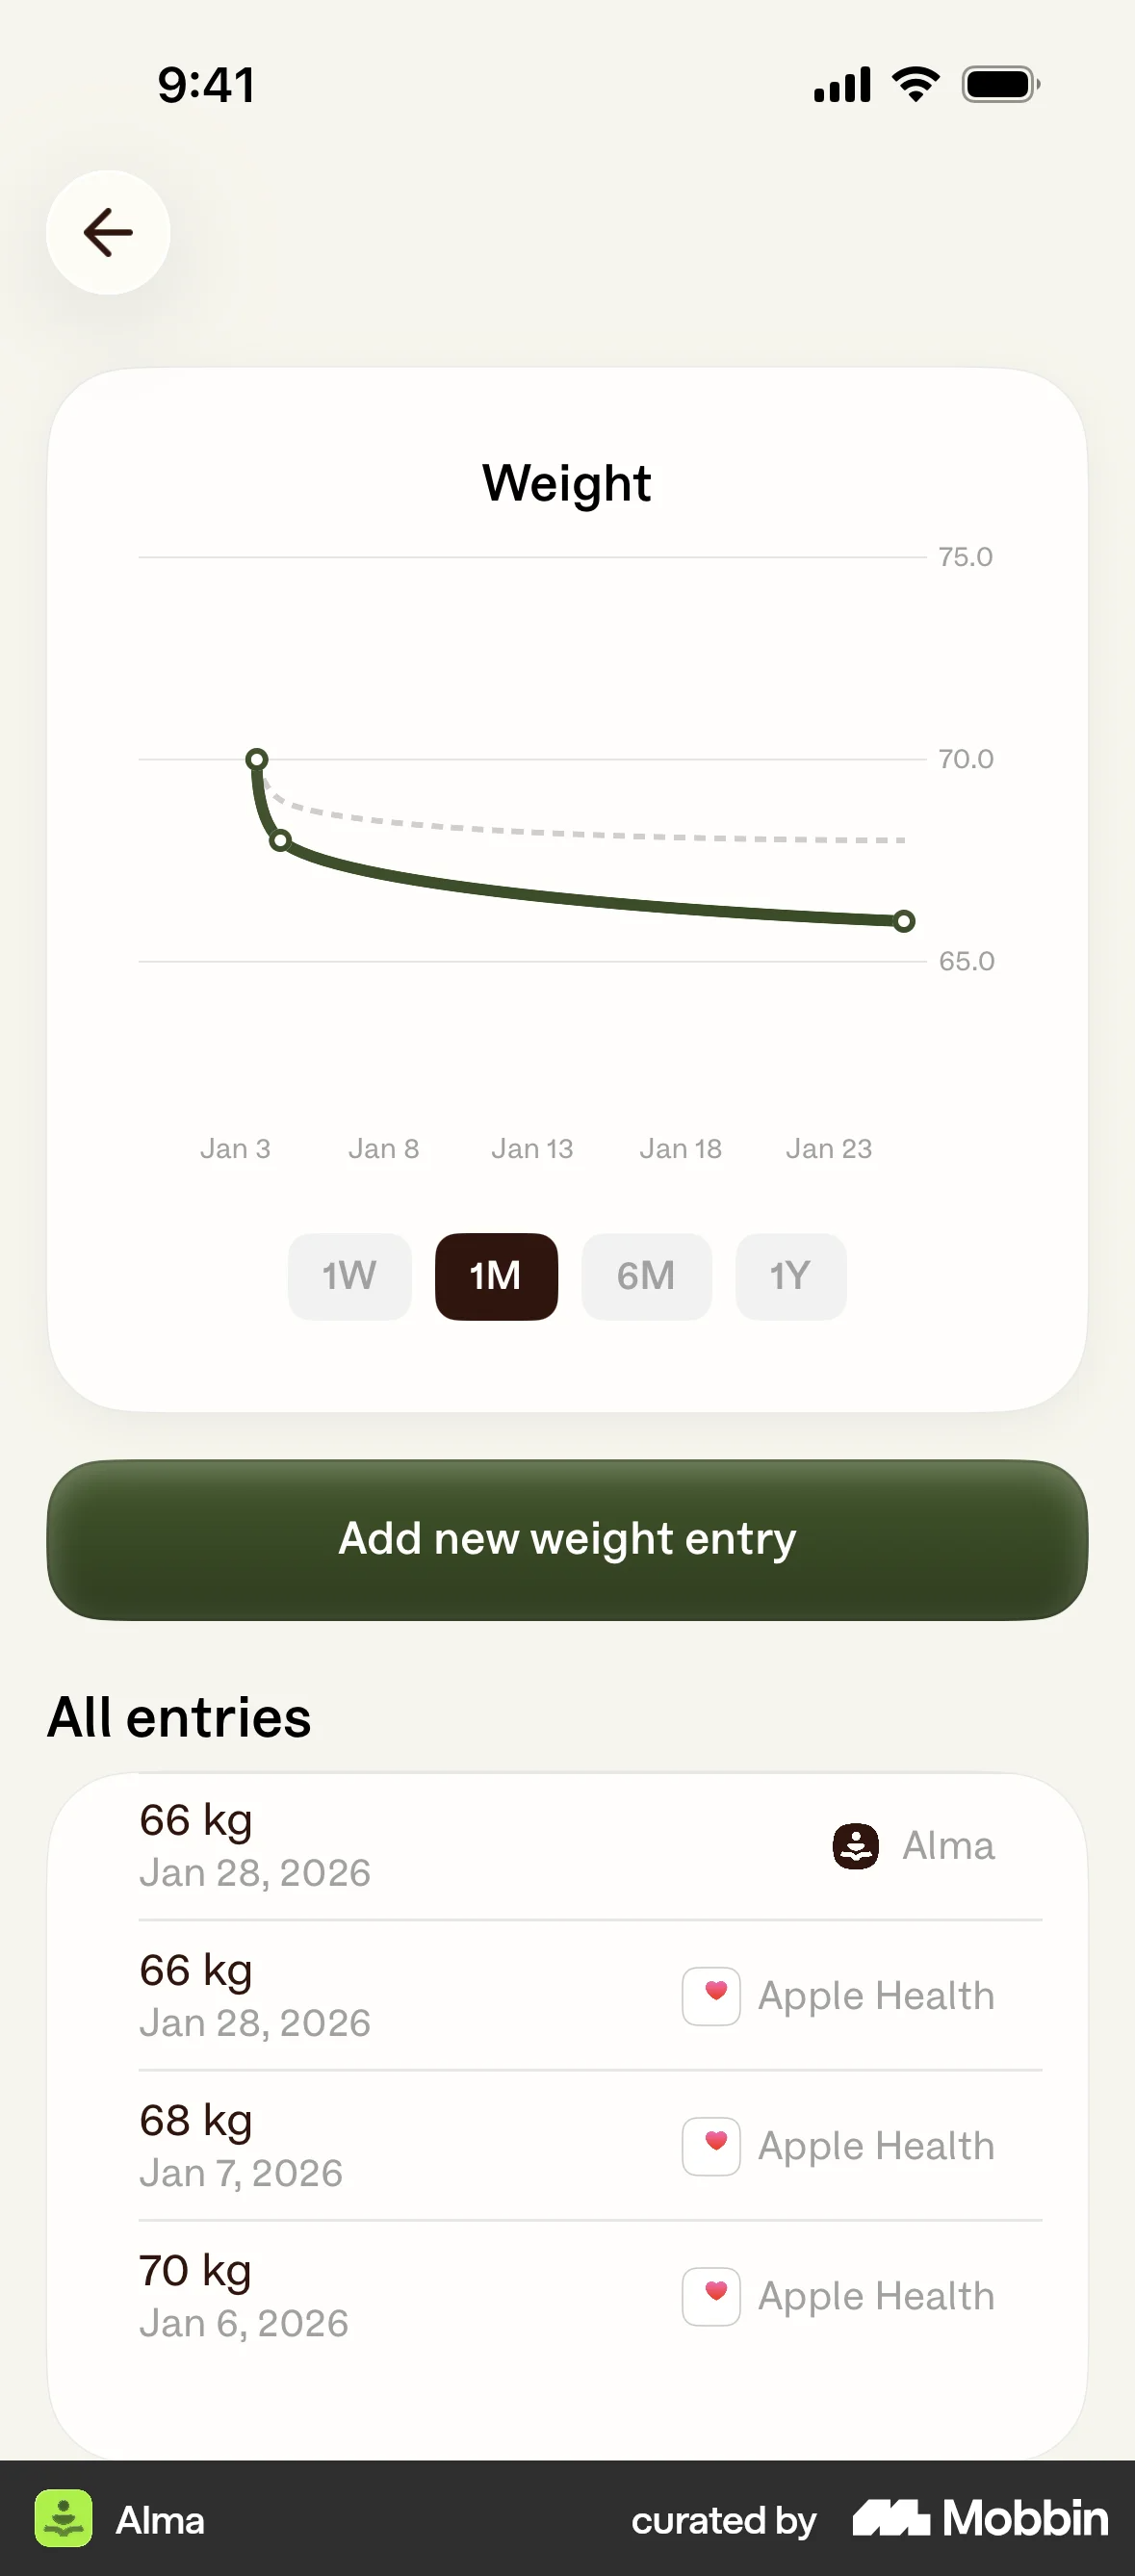 9:41
Weight
75.0
70.0
65.0
Jan 3 Jan 8 Jan 13 Jan 18 Jan 23
1W 1M 6M 1Y
Add new weight entry
All entries
66 kg
Jan 28, 2026
Alma
66 kg
Jan 28, 2026
Apple Health
68 kg
Jan 7, 2026
Apple Health
70 kg
Jan 6, 2026
Apple Health
Alma curated by Mobbin